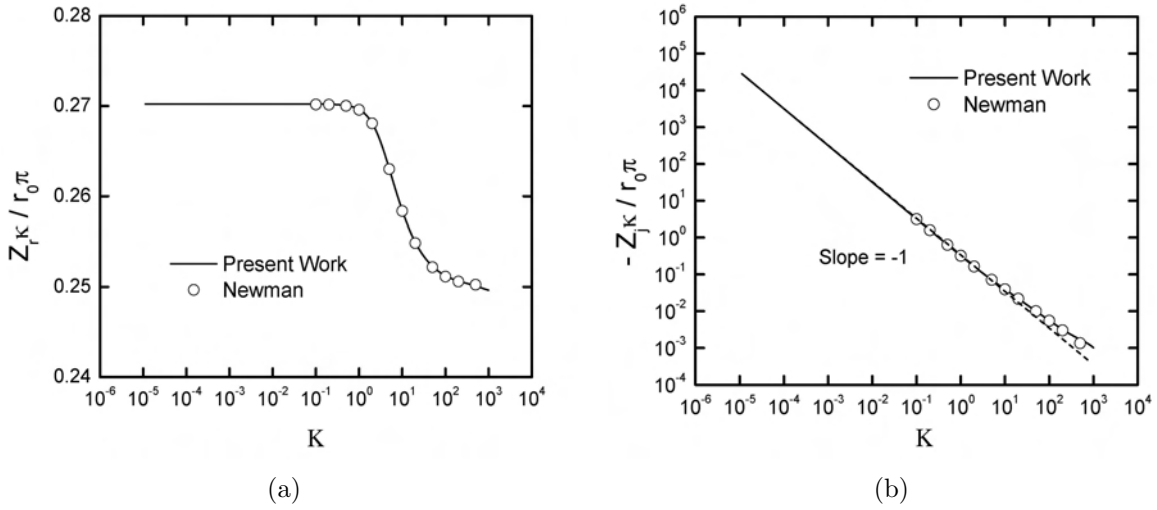 0.28
0.27
0.26
0.25
0.24
Z_r κ / r_0 π
Present Work
Newman
10^-6 10^-5 10^-4 10^-3 10^-2 10^-1 10^0 10^1 10^2 10^3 10^4
K
(a)
10^6
10^5
10^4
10^3
10^2
10^1
10^0
10^-1
10^-2
10^-3
10^-4
- Z_j κ / r_0 π
Present Work
Newman
Slope = -1
10^-6 10^-5 10^-4 10^-3 10^-2 10^-1 10^0 10^1 10^2 10^3 10^4
K
(b)